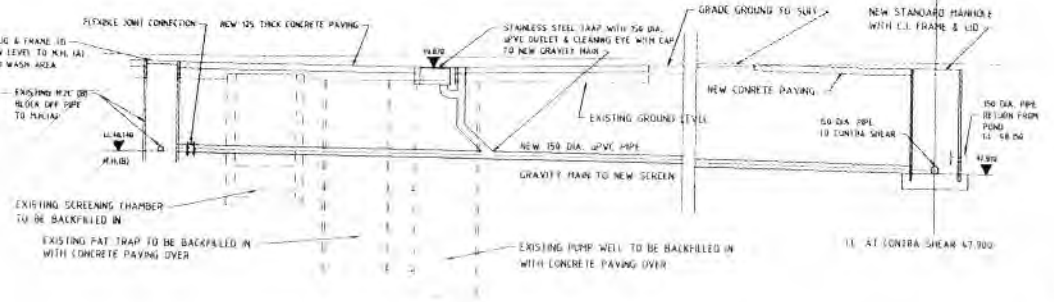 FLEXIBLE JOINT CONNECTION
NEW 125 THICK CONCRETE PAVING
& FRAME TO
LEVEL TO M.H. (A)
WASH AREA
EXISTING M.H. (B)
BLOCK OFF PIPE
TO M.H.(A)
M.H.(B)
STAINLESS STEEL TRAP WITH 150 DIA.
uPVC OUTLET & CLEANING EYE WITH CAP
TO NEW GRAVITY MAIN
GRADE GROUND TO SUIT
NEW STANDARD MANHOLE
WITH C.I. FRAME & LID
NEW CONRETE PAVING
EXISTING GROUND LEVEL
150 DIA. PIPE
TO CONTRA SHEAR
150 DIA. PIPE
RETURN FROM
POND
NEW 150 DIA. uPVC PIPE
GRAVITY MAIN TO NEW SCREEN
EXISTING SCREENING CHAMBER
TO BE BACKFILLED IN
EXISTING FAT TRAP TO BE BACKFILLED IN
WITH CONCRETE PAVING OVER
EXISTING PUMP WELL TO BE BACKFILLED IN
WITH CONCRETE PAVING OVER
I.L. AT CONTRA SHEAR 47.900